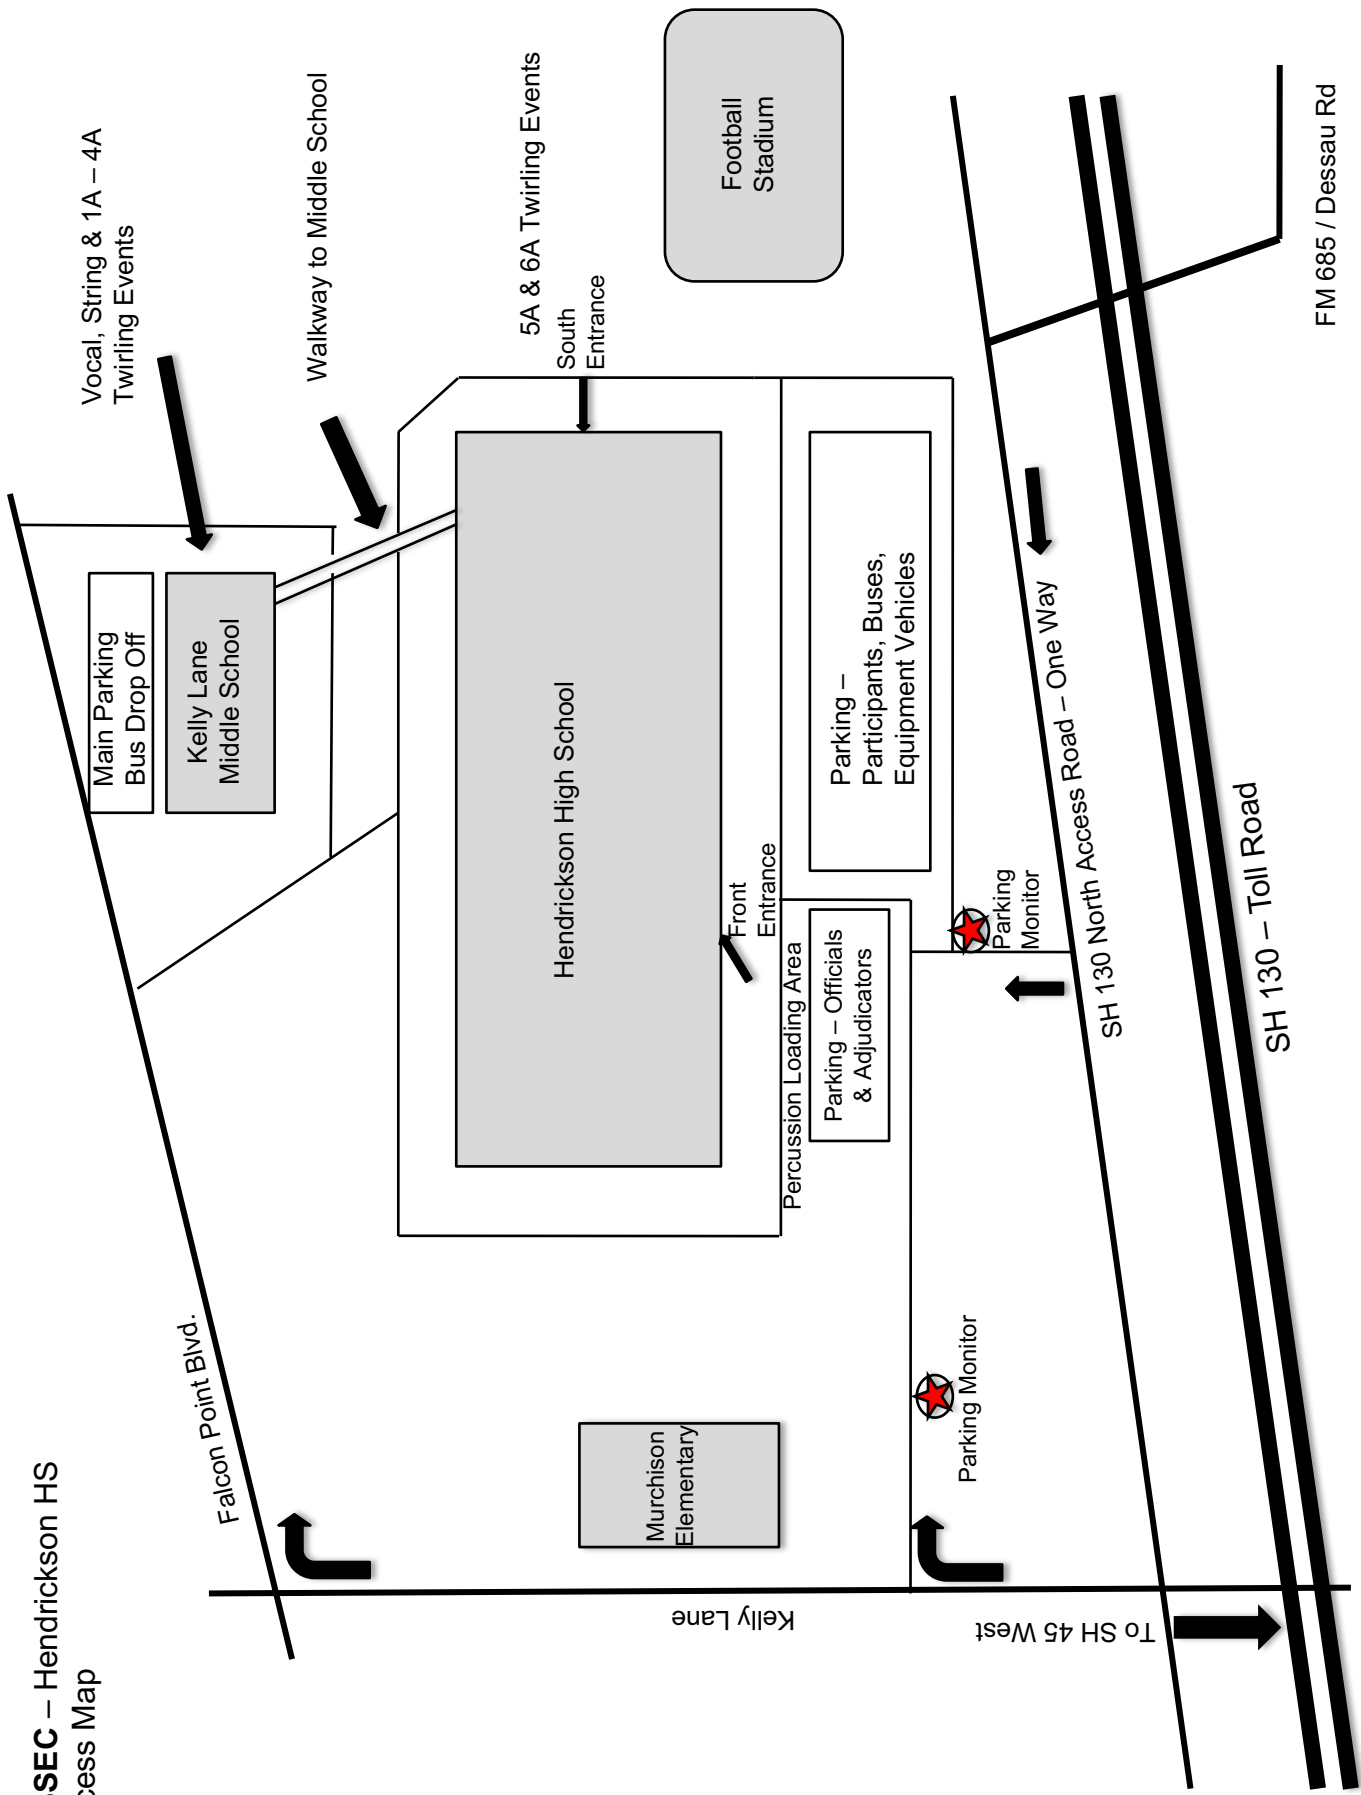 SSEC – Hendrickson HS
cess Map
Vocal, String & 1A – 4A
Twirling Events
Walkway to Middle School
Main Parking
Bus Drop Off
Kelly Lane
Middle School
Falcon Point Blvd.
5A & 6A Twirling Events
South
Entrance
Hendrickson High School
Football
Stadium
Murchison
Elementary
Kelly Lane
Front
Entrance
Percussion Loading Area
Parking – Officials
& Adjudicators
Parking –
Participants, Buses,
Equipment Vehicles
Parking Monitor
Parking
Monitor
To SH 45 West
SH 130 North Access Road – One Way
SH 130 – Toll Road
FM 685 / Dessau Rd